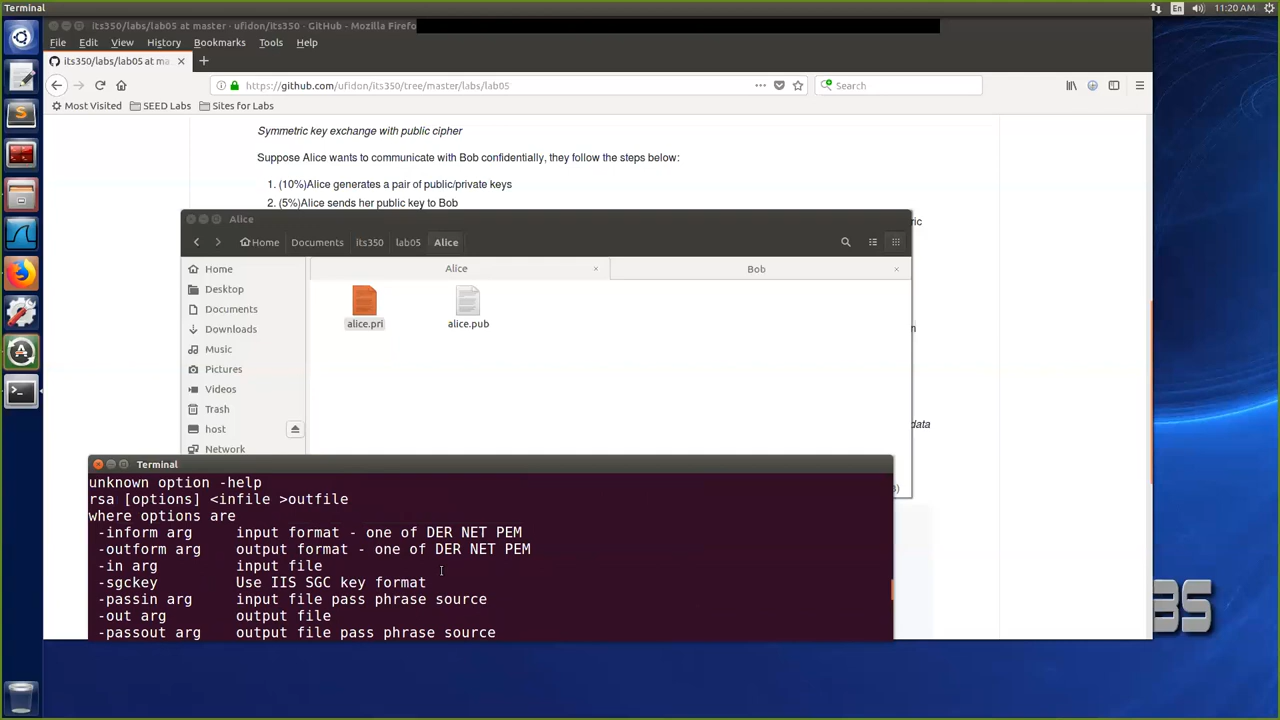 Terminal
En
11:20 AM
its350/labs/lab05 at master · ufidon/its350 · GitHub - Mozilla Firefo
File Edit View History Bookmarks Tools Help
its350/labs/lab05 at ma
https://github.com/ufidon/its350/tree/master/labs/lab05
Search
Most Visited SEED Labs Sites for Labs
Symmetric key exchange with public cipher
Suppose Alice wants to communicate with Bob confidentially, they follow the steps below:
1. (10%)Alice generates a pair of public/private keys
2. (5%)Alice sends her public key to Bob
ric
Alice
Home Documents its350 lab05 Alice
Home
Desktop
Documents
Downloads
Music
Pictures
Videos
Trash
host
Network
Alice
Bob
alice.pri
alice.pub
n
data
)
Terminal
unknown option -help
rsa [options] <infile >outfile
where options are
-inform arg input format - one of DER NET PEM
-outform arg output format - one of DER NET PEM
-in arg input file
-sgckey Use IIS SGC key format
-passin arg input file pass phrase source
-out arg output file
-passout arg output file pass phrase source